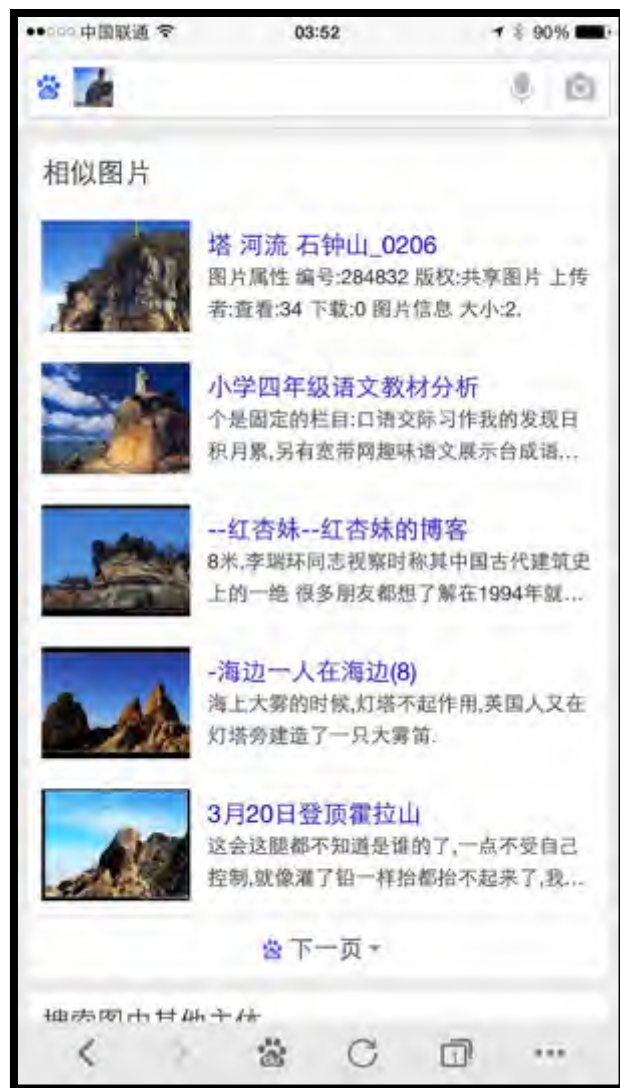 中国联通 03:52 90%
相似图片
塔 河流 石钟山_0206
图片属性 编号:284832 版权:共享图片 上传
者:查看:34 下载:0 图片信息 大小:2.
小学四年级语文教材分析
个是固定的栏目:口语交际习作我的发现日
积月累,另有宽带网趣味语文展示台成语...
--红杏妹--红杏妹的博客
8米,李瑞环同志视察时称其中国古代建筑史
上的一绝 很多朋友都想了解在1994年就...
-海边一人在海边(8)
海上大雾的时候,灯塔不起作用,英国人又在
灯塔旁建造了一只大雾笛.
3月20日登顶霍拉山
这会这腿都不知道是谁的了,一点不受自己
控制,就像灌了铅一样抬都抬不起来了,我...
下一页
搜索图中其他主体
1